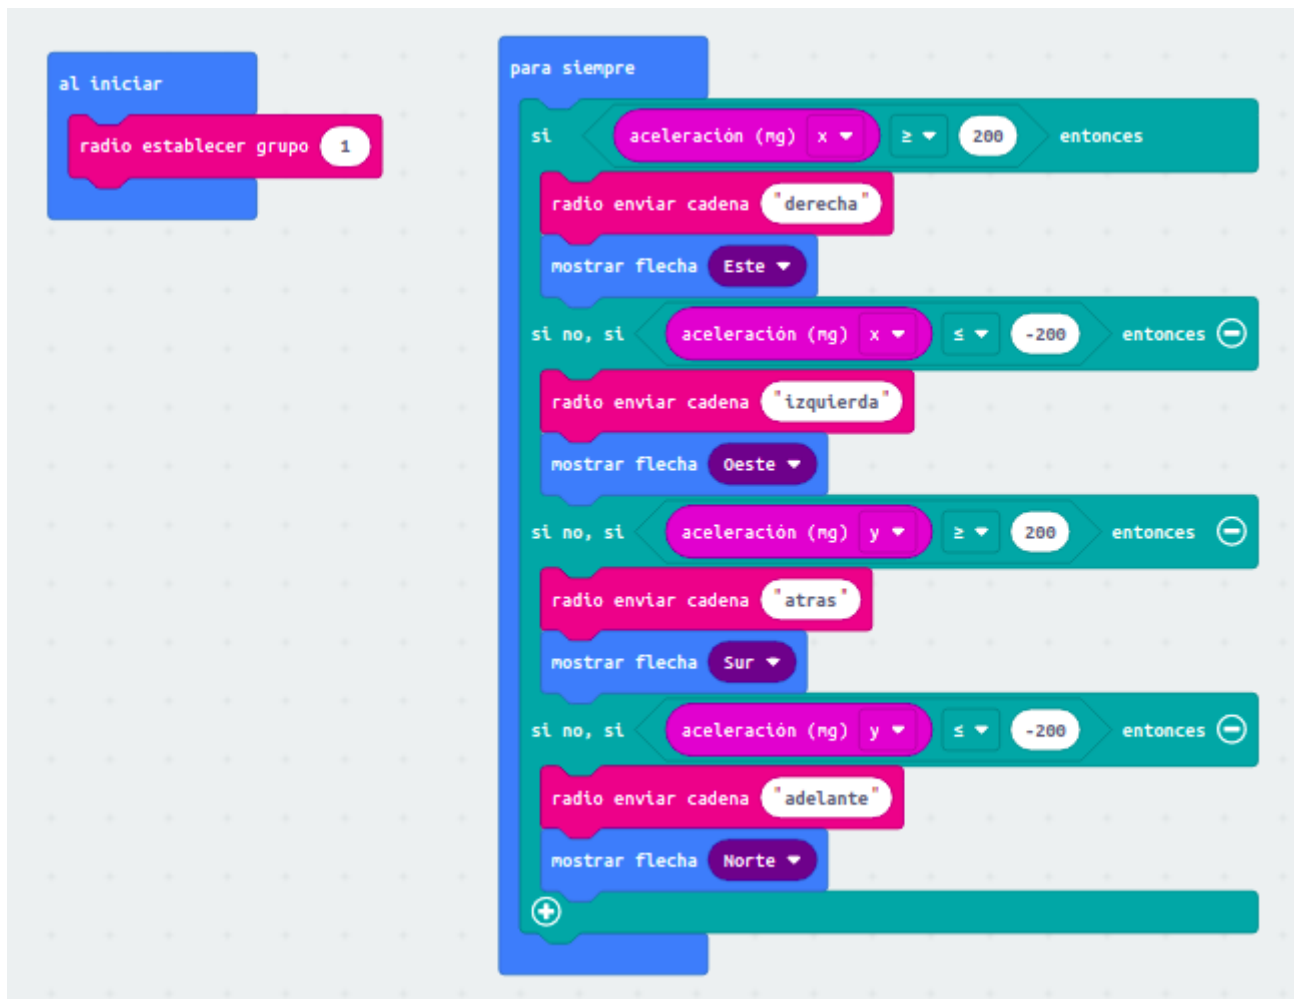 al iniciar
radio establecer grupo 1
para siempre
si aceleración (mg) x ≥ 200 entonces
radio enviar cadena "derecha"
mostrar flecha Este
si no, si aceleración (mg) x ≤ -200 entonces
radio enviar cadena "izquierda"
mostrar flecha Oeste
si no, si aceleración (mg) y ≥ 200 entonces
radio enviar cadena "atras"
mostrar flecha Sur
si no, si aceleración (mg) y ≤ -200 entonces
radio enviar cadena "adelante"
mostrar flecha Norte